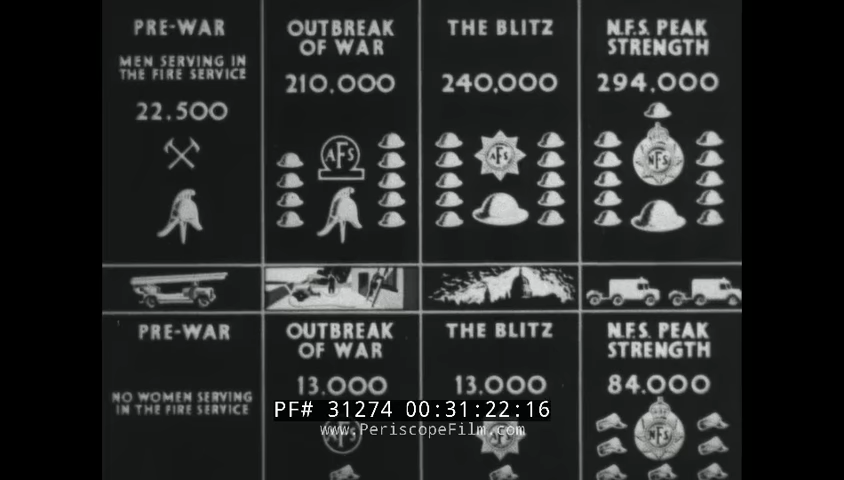 PRE-WAR
MEN SERVING IN
THE FIRE SERVICE
22.500
OUTBREAK
OF WAR
210.000
AFS
THE BLITZ
240.000
AFS
N.F.S. PEAK
STRENGTH
294.000
NFS
PRE-WAR
NO WOMEN SERVING
IN THE FIRE SERVICE
OUTBREAK
OF WAR
13.000
AFS
THE BLITZ
13.000
AFS
N.F.S. PEAK
STRENGTH
84.000
NFS
PF# 31274 00:31:22:16
www.PeriscopeFilm.com